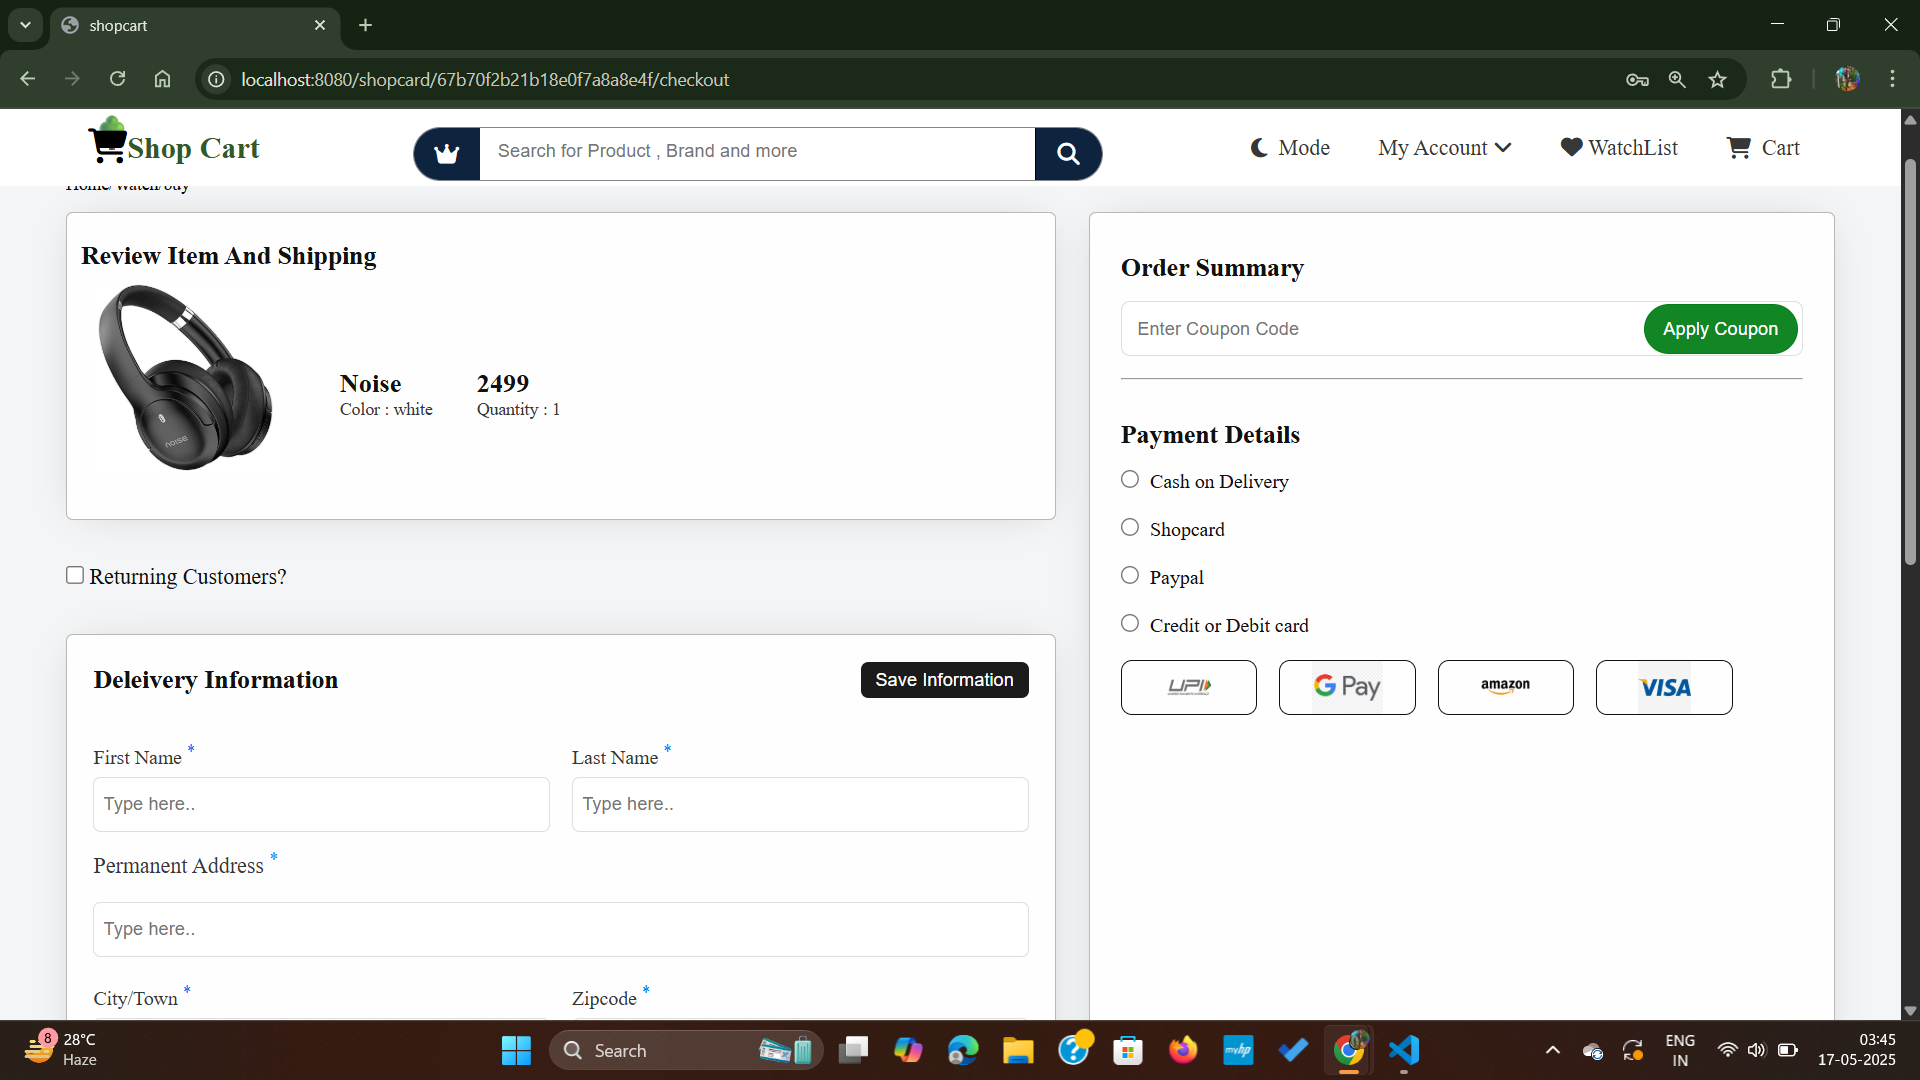 shopcart
localhost:8080/shopcard/67b70f2b21b18e0f7a8a8e4f/checkout
Shop Cart
Search for Product , Brand and more
Mode
My Account
WatchList
Cart
Home/Watch/buy
Review Item And Shipping
noise
Noise
2499
Color : white
Quantity : 1
Returning Customers?
Deleivery Information
Save Information
First Name *
Last Name *
Type here..
Type here..
Permanent Address *
Type here..
City/Town *
Zipcode *
Order Summary
Enter Coupon Code
Apply Coupon
Payment Details
Cash on Delivery
Shopcard
Paypal
Credit or Debit card
UPI
G Pay
amazon
VISA
8
28°C
Haze
Search
myhp
ENG
IN
03:45
17-05-2025